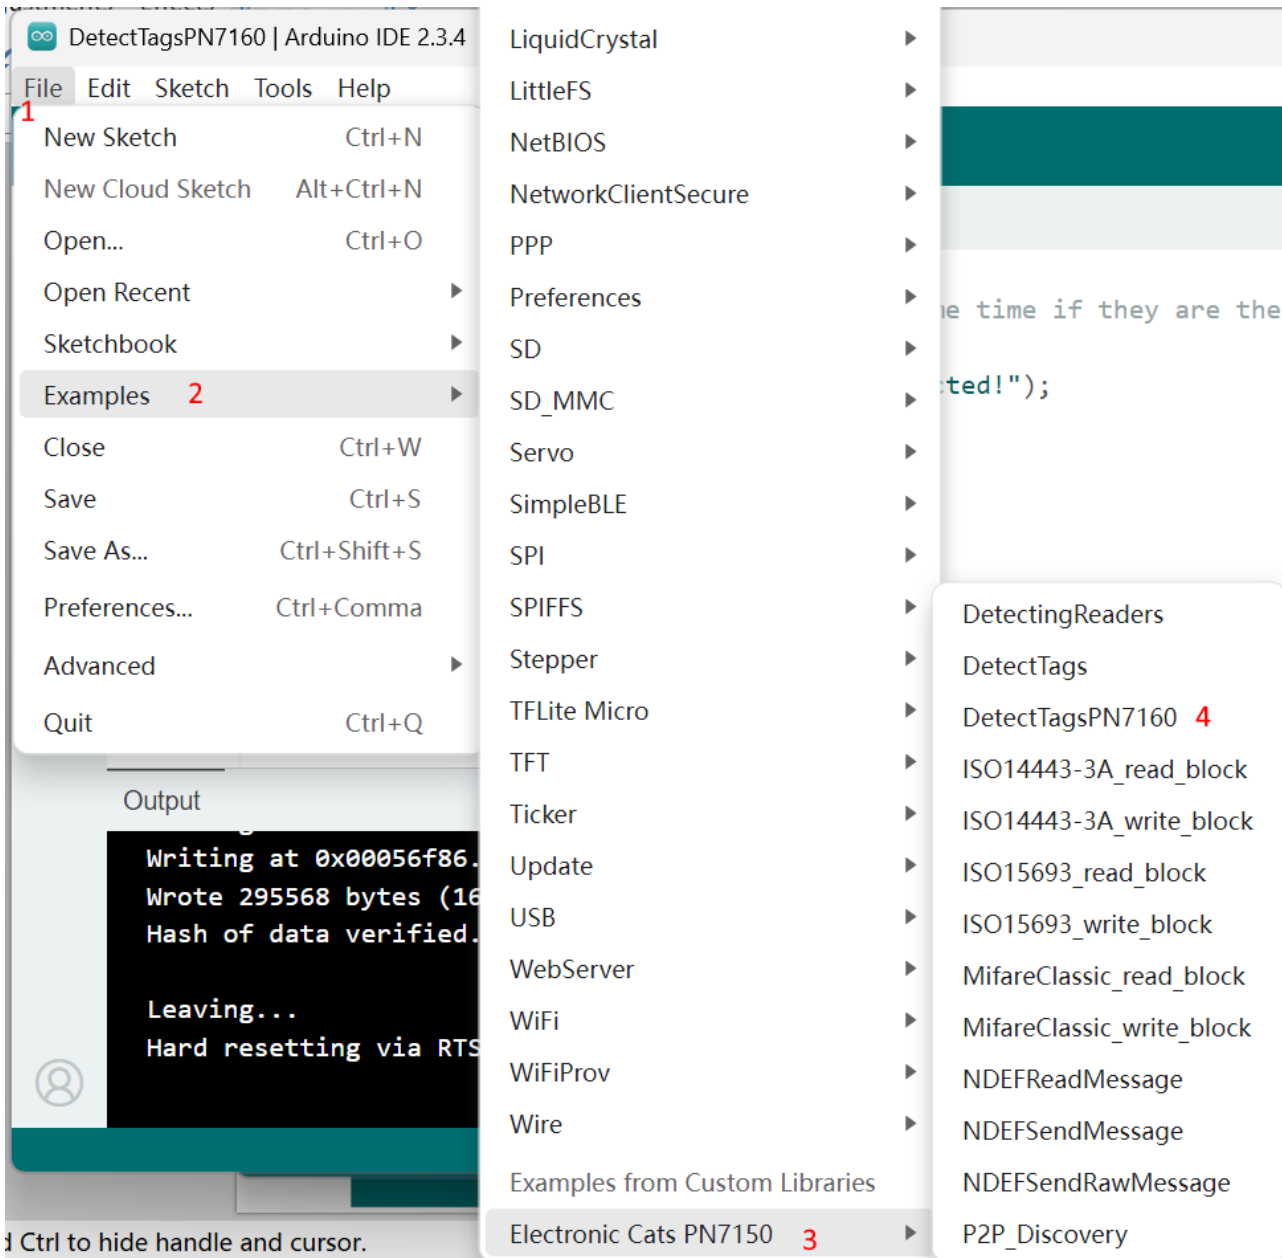 DetectTagsPN7160 | Arduino IDE 2.3.4
File Edit Sketch Tools Help
1
New Sketch Ctrl+N
New Cloud Sketch Alt+Ctrl+N
Open... Ctrl+O
Open Recent
Sketchbook
Examples 2
Close Ctrl+W
Save Ctrl+S
Save As... Ctrl+Shift+S
Preferences... Ctrl+Comma
Advanced
Quit Ctrl+Q
LiquidCrystal
LittleFS
NetBIOS
NetworkClientSecure
PPP
Preferences
SD
SD_MMC
Servo
SimpleBLE
SPI
SPIFFS
Stepper
TFLite Micro
TFT
Ticker
Update
USB
WebServer
WiFi
WiFiProv
Wire
Examples from Custom Libraries
Electronic Cats PN7150 3
time if they are the
ted!");
DetectingReaders
DetectTags
DetectTagsPN7160 4
ISO14443-3A_read_block
ISO14443-3A_write_block
ISO15693_read_block
ISO15693_write_block
MifareClassic_read_block
MifareClassic_write_block
NDEFReadMessage
NDEFSendMessage
NDEFSendRawMessage
P2P_Discovery
Output
Writing at 0x00056f86.
Wrote 295568 bytes (16
Hash of data verified.
Leaving...
Hard resetting via RTS
Ctrl to hide handle and cursor.